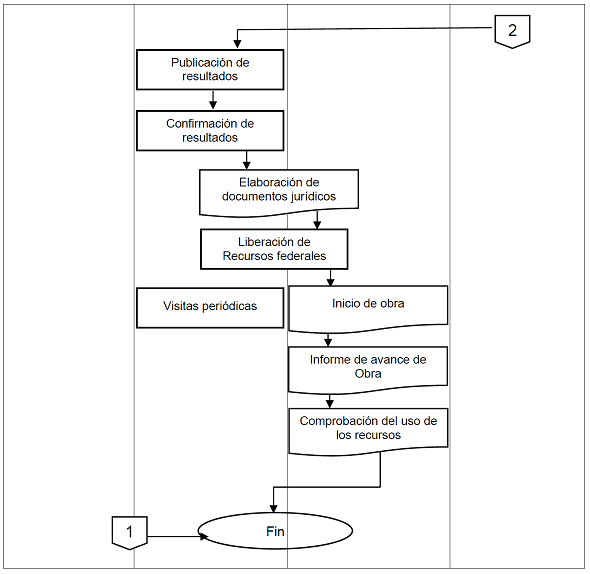 2
Publicación de
resultados
Confirmación de
resultados
Elaboración de
documentos jurídicos
Liberación de
Recursos federales
Visitas periódicas
Inicio de obra
Informe de avance de
Obra
Comprobación del uso de
los recursos
1
Fin